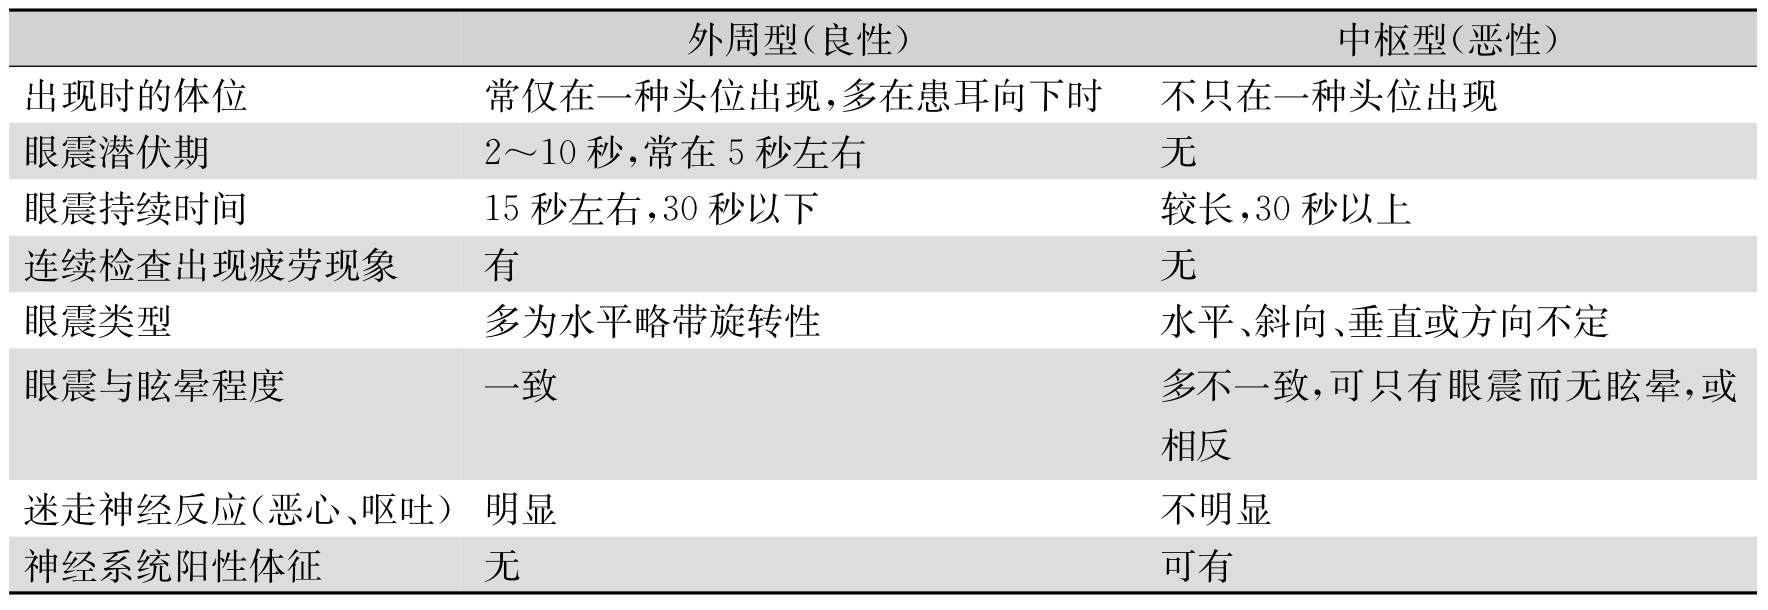 外周型(良性) 中枢型(恶性)
出现时的体位 常仅在一种头位出现,多在患耳向下时 不只在一种头位出现
眼震潜伏期 2～10秒,常在5秒左右 无
眼震持续时间 15秒左右,30秒以下 较长,30秒以上
连续检查出现疲劳现象 有 无
眼震类型 多为水平略带旋转性 水平、斜向、垂直或方向不定
眼震与眩晕程度 一致 多不一致,可只有眼震而无眩晕,或
相反
迷走神经反应(恶心、呕吐) 明显 不明显
神经系统阳性体征 无 可有